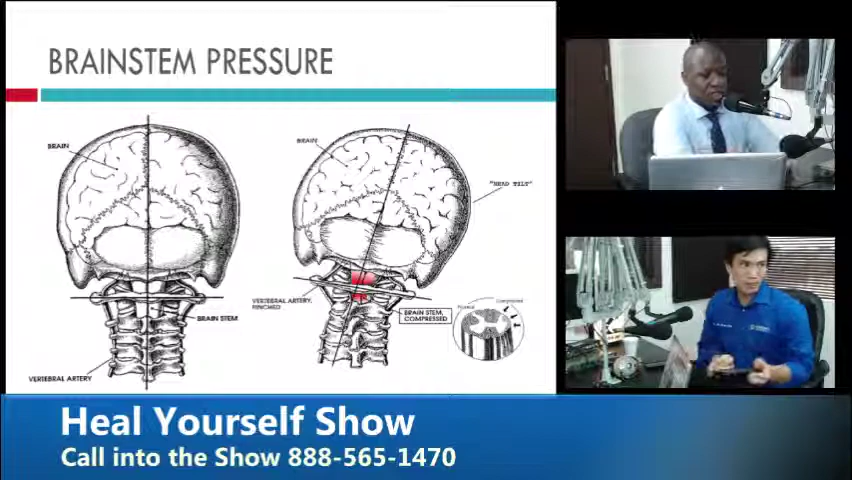 BRAINSTEM PRESSURE
BRAIN
BRAIN
"HEAD TILT"
VERTEBRAL ARTERY,
PINCHED
BRAIN STEM
BRAIN STEM,
COMPRESSED
VERTEBRAL ARTERY
Heal Yourself Show
Call into the Show 888-565-1470